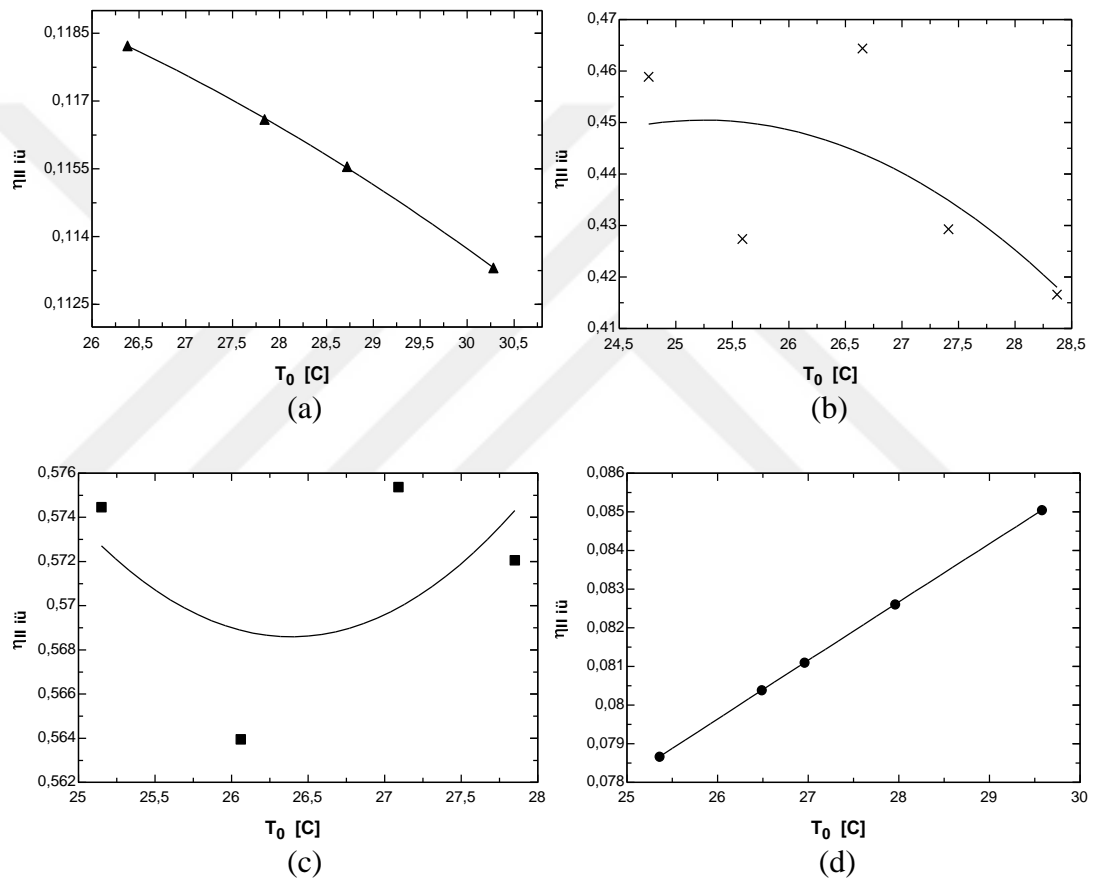 0,1185
0,117
0,1155
0,114
0,1125
ηII iü
26 26,5 27 27,5 28 28,5 29 29,5 30 30,5
T0 [C]
(a)
0,47
0,46
0,45
0,44
0,43
0,42
0,41
ηII iü
24,5 25 25,5 26 26,5 27 27,5 28 28,5
T0 [C]
(b)
0,576
0,574
0,572
0,57
0,568
0,566
0,564
0,562
ηII iü
25 25,5 26 26,5 27 27,5 28
T0 [C]
(c)
0,086
0,085
0,084
0,083
0,082
0,081
0,08
0,079
0,078
ηII iü
25 26 27 28 29 30
T0 [C]
(d)